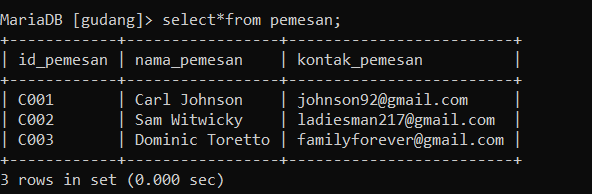 MariaDB [gudang]> select*from pemesan;
+------------+-----------------+-------------------------+
| id_pemesan | nama_pemesan    | kontak_pemesan          |
+------------+-----------------+-------------------------+
| C001       | Carl Johnson    | johnson92@gmail.com     |
| C002       | Sam Witwicky    | ladiesman217@gmail.com  |
| C003       | Dominic Toretto | familyforever@gmail.com |
+------------+-----------------+-------------------------+
3 rows in set (0.000 sec)